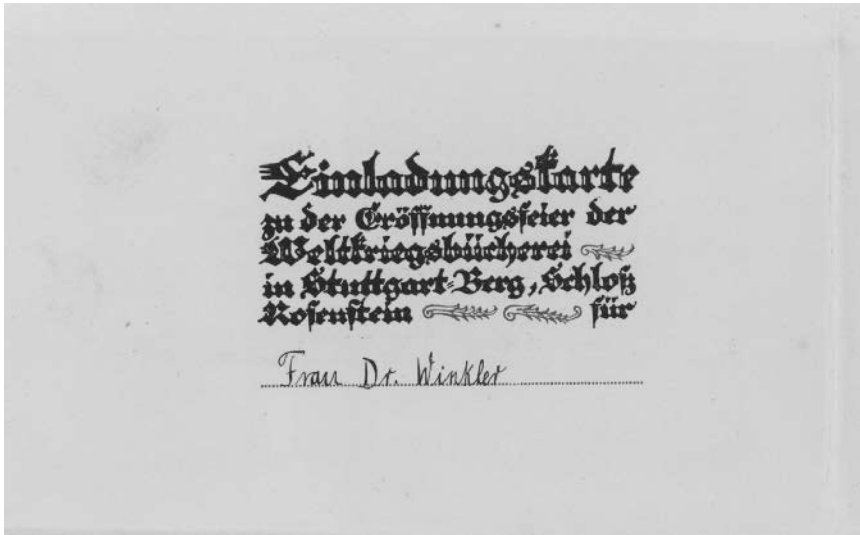 Einladungskarte
zu der Eröffnungsfeier der
Weltkriegsbücherei
in Stuttgart-Berg, Schloß
Rosenstein für
Frau Dr. Winkler